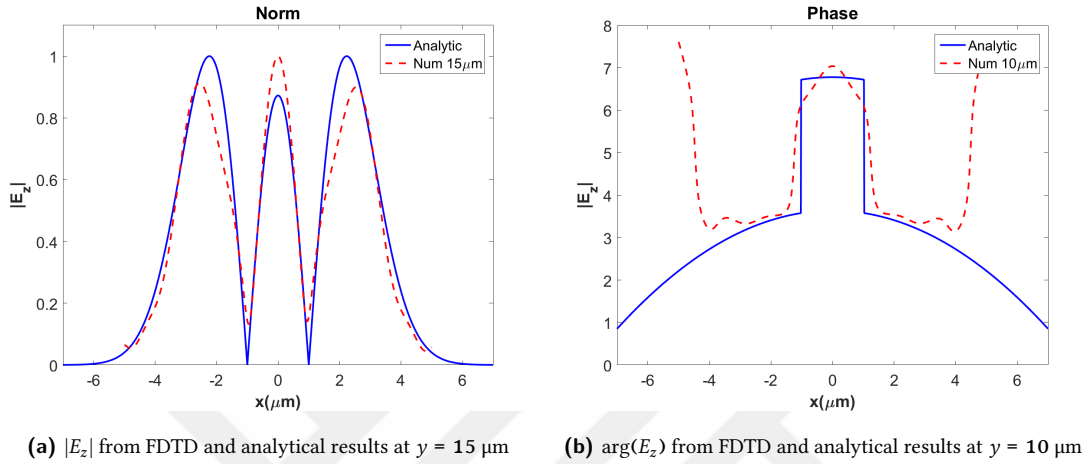 Norm
|E_z|
1
0.8
0.6
0.4
0.2
0
-6 -4 -2 0 2 4 6
x(μm)
Analytic
Num 15μm
Phase
|E_z|
8
7
6
5
4
3
2
1
0
-6 -4 -2 0 2 4 6
x(μm)
Analytic
Num 10μm
(a) |E_z| from FDTD and analytical results at y = 15 μm
(b) arg(E_z) from FDTD and analytical results at y = 10 μm